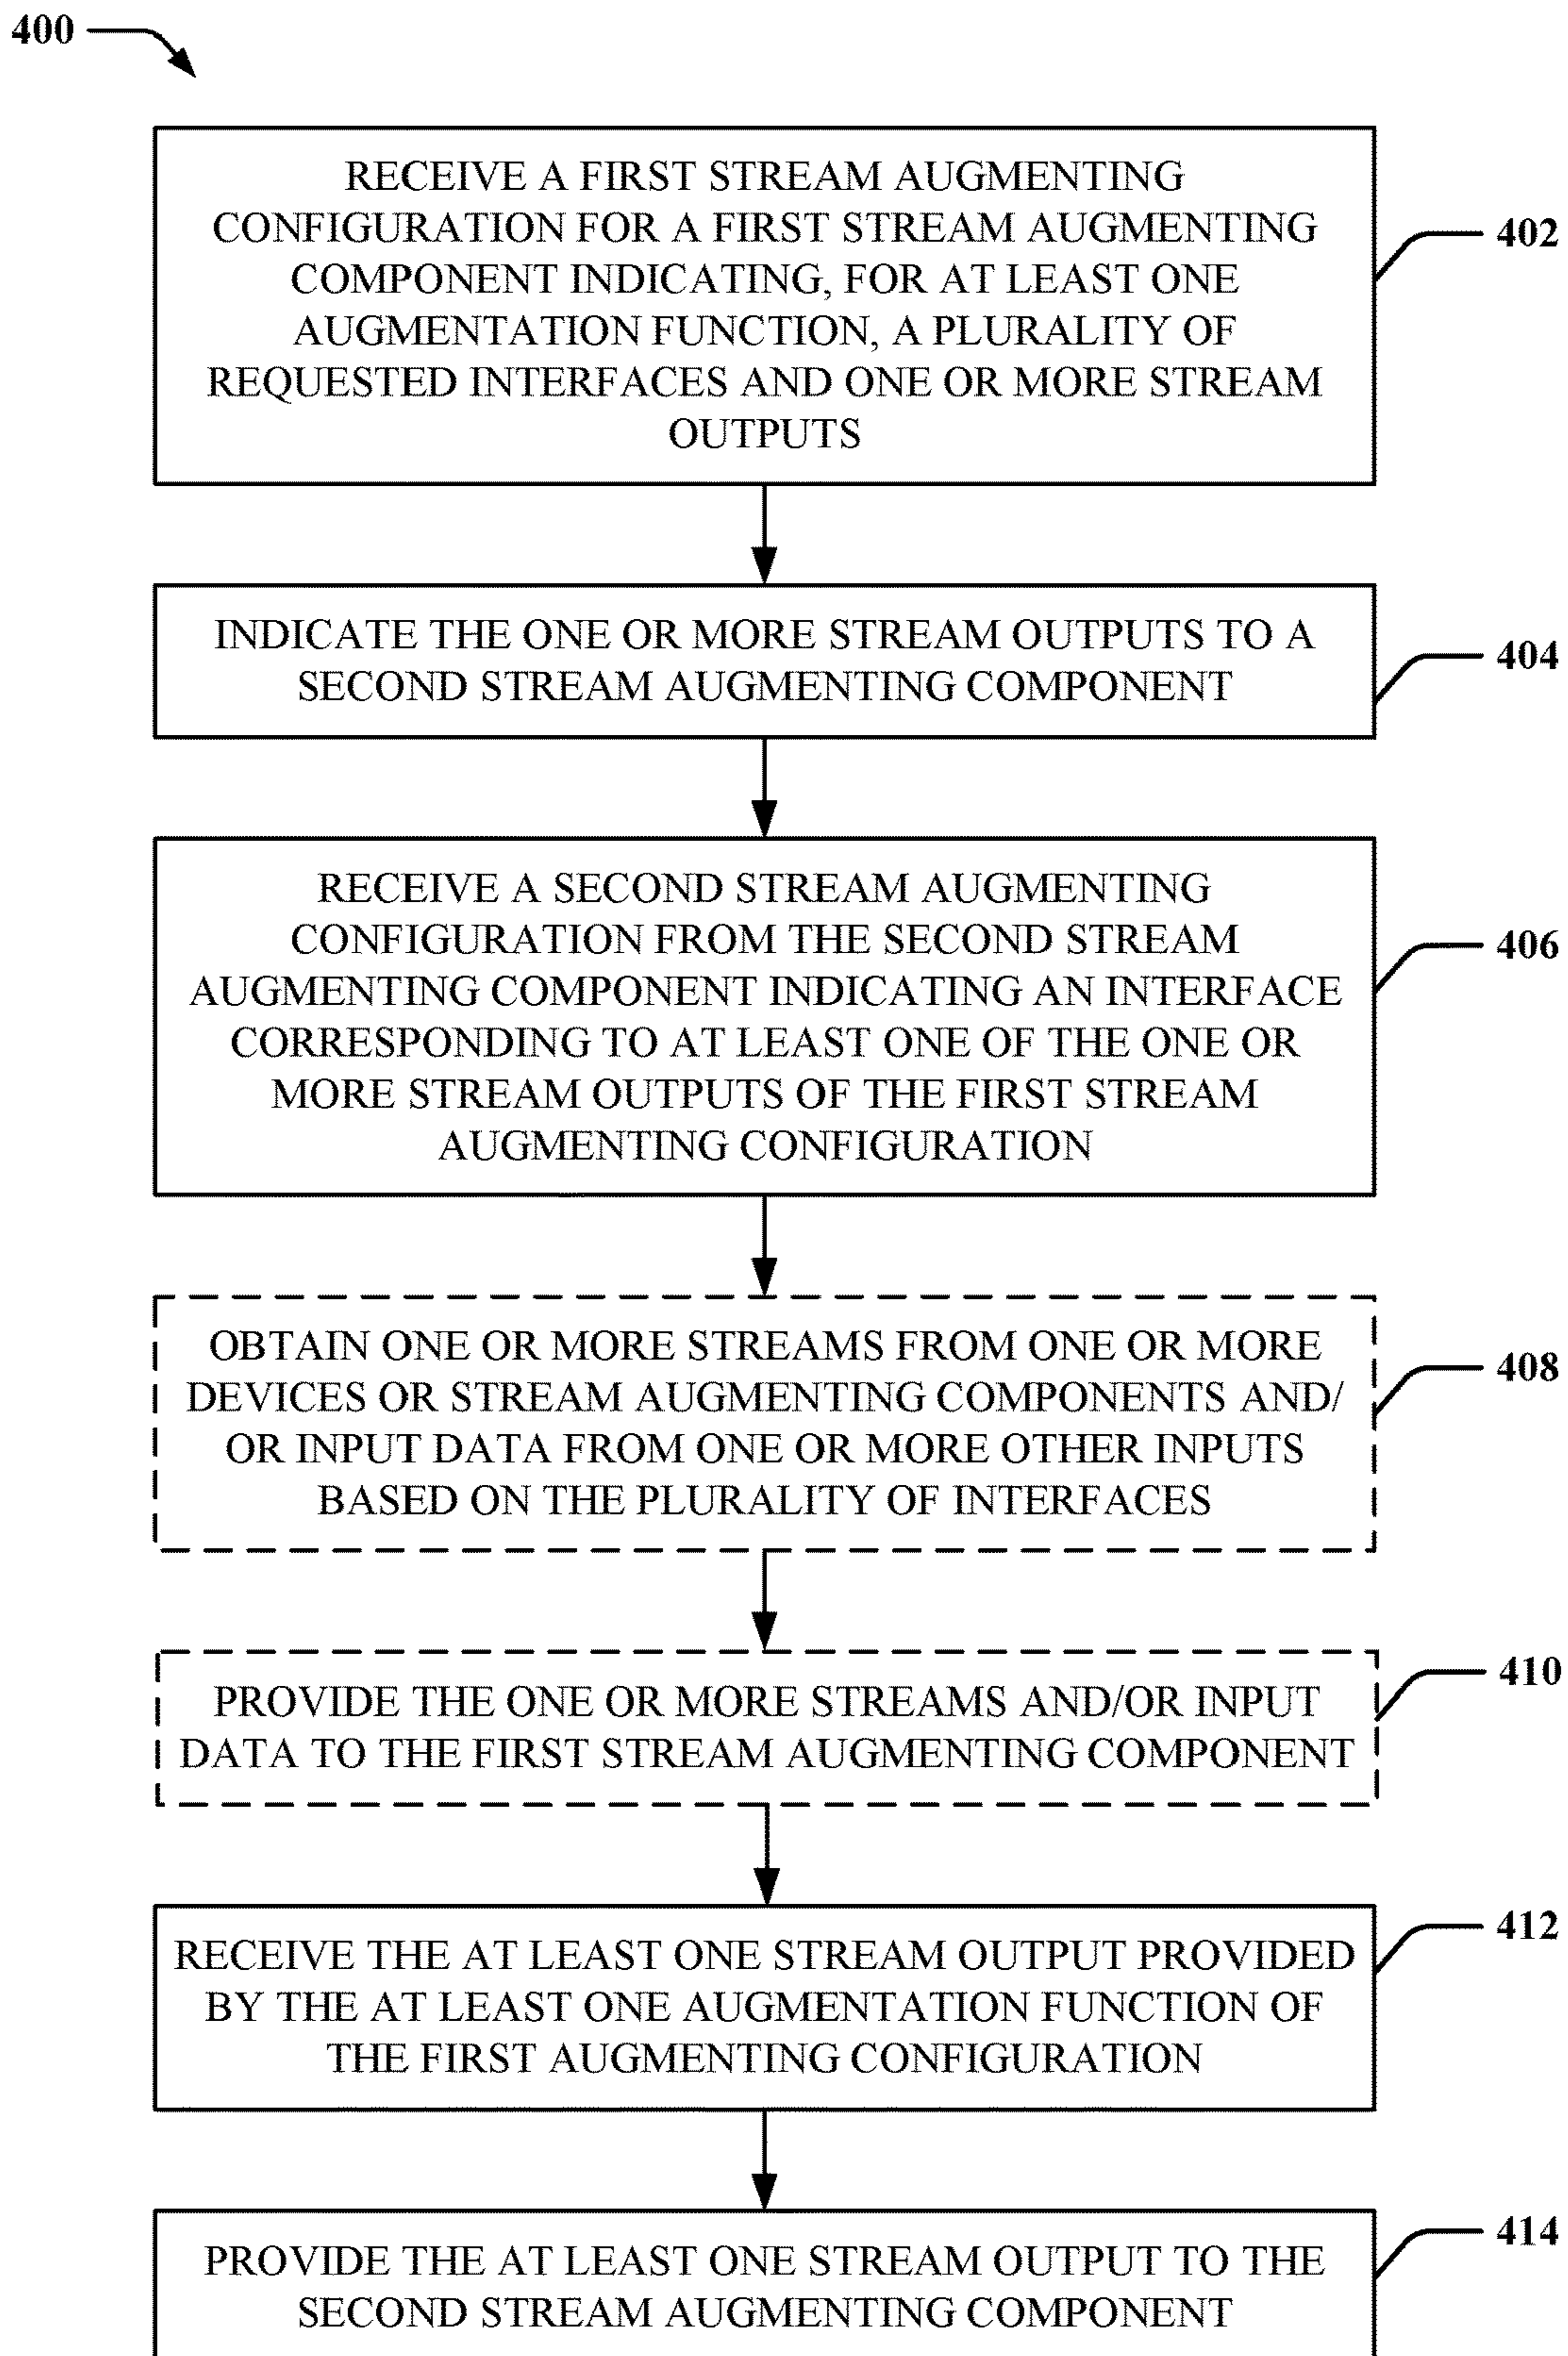 400
RECEIVE A FIRST STREAM AUGMENTING
CONFIGURATION FOR A FIRST STREAM AUGMENTING
COMPONENT INDICATING, FOR AT LEAST ONE
AUGMENTATION FUNCTION, A PLURALITY OF
REQUESTED INTERFACES AND ONE OR MORE STREAM
OUTPUTS
402
INDICATE THE ONE OR MORE STREAM OUTPUTS TO A
SECOND STREAM AUGMENTING COMPONENT
404
RECEIVE A SECOND STREAM AUGMENTING
CONFIGURATION FROM THE SECOND STREAM
AUGMENTING COMPONENT INDICATING AN INTERFACE
CORRESPONDING TO AT LEAST ONE OF THE ONE OR
MORE STREAM OUTPUTS OF THE FIRST STREAM
AUGMENTING CONFIGURATION
406
OBTAIN ONE OR MORE STREAMS FROM ONE OR MORE
DEVICES OR STREAM AUGMENTING COMPONENTS AND/
OR INPUT DATA FROM ONE OR MORE OTHER INPUTS
BASED ON THE PLURALITY OF INTERFACES
408
PROVIDE THE ONE OR MORE STREAMS AND/OR INPUT
DATA TO THE FIRST STREAM AUGMENTING COMPONENT
410
RECEIVE THE AT LEAST ONE STREAM OUTPUT PROVIDED
BY THE AT LEAST ONE AUGMENTATION FUNCTION OF
THE FIRST AUGMENTING CONFIGURATION
412
PROVIDE THE AT LEAST ONE STREAM OUTPUT TO THE
SECOND STREAM AUGMENTING COMPONENT
414